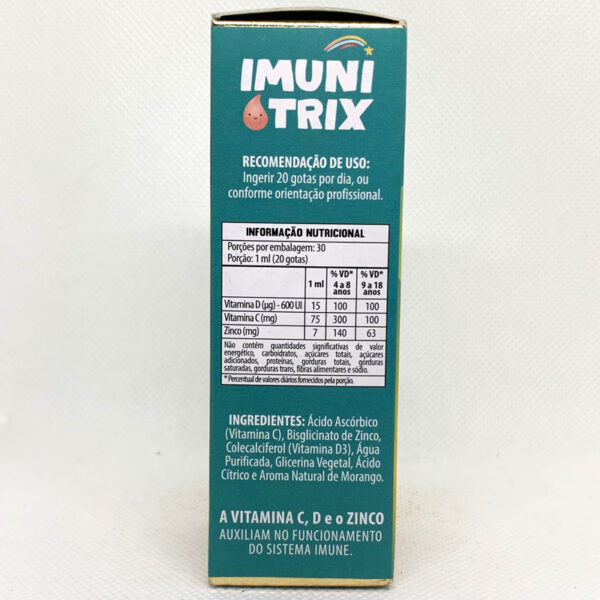 IMUNI
TRIX
RECOMENDAÇÃO DE USO:
Ingerir 20 gotas por dia, ou
conforme orientação profissional.
INFORMAÇÃO NUTRICIONAL
Porções por embalagem: 30
Porção: 1 ml (20 gotas)
1 ml % VD* 4 a 8 anos % VD* 9 a 18 anos
Vitamina D (µg) - 600 UI 15 100 100
Vitamina C (mg) 75 300 100
Zinco (mg) 7 140 63
Não contém quantidades significativas de valor
energético, carboidratos, açúcares totais, açúcares
adicionados, proteínas, gorduras totais, gorduras
saturadas, gorduras trans, fibras alimentares e sódio.
* Percentual de valores diários fornecidos pela porção.
INGREDIENTES: Ácido Ascórbico
(Vitamina C), Bisglicinato de Zinco,
Colecalciferol (Vitamina D3), Água
Purificada, Glicerina Vegetal, Ácido
Cítrico e Aroma Natural de Morango.
A VITAMINA C, D e o ZINCO
AUXILIAM NO FUNCIONAMENTO
DO SISTEMA IMUNE.